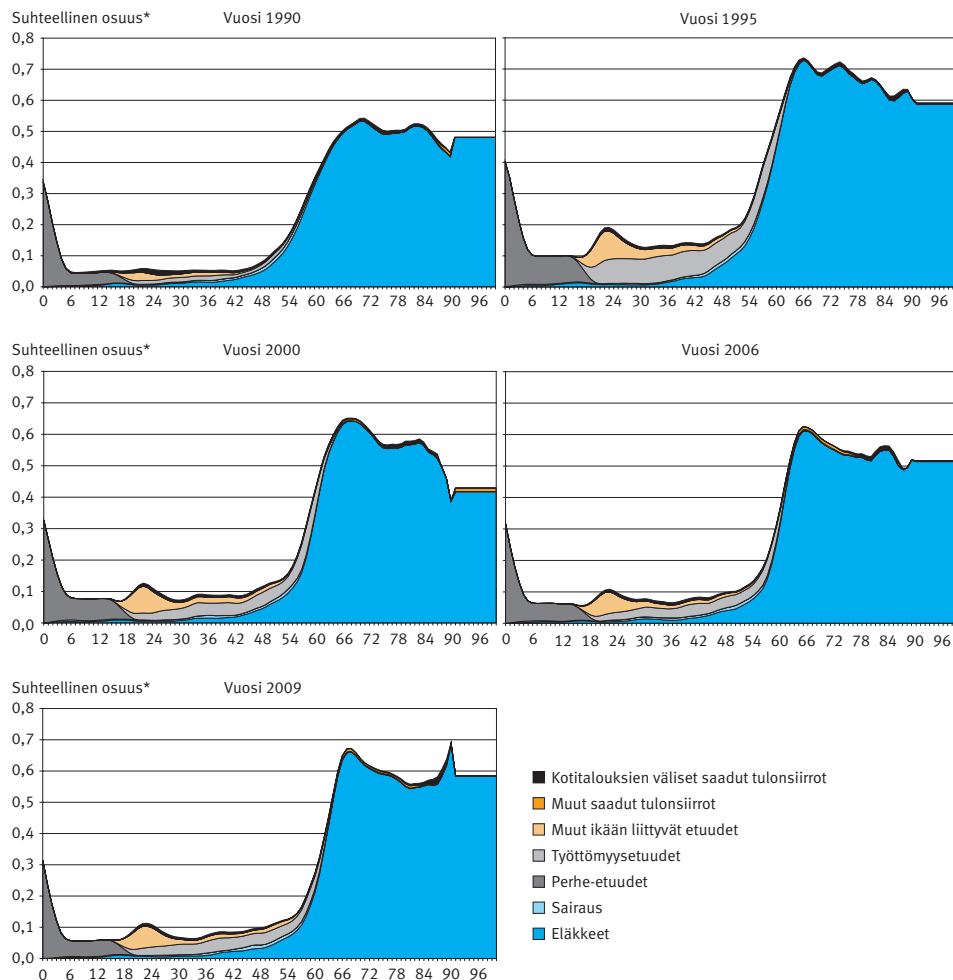 Suhteellinen osuus* Vuosi 1990
0,8
0,7
0,6
0,5
0,4
0,3
0,2
0,1
0,0
0 6 12 18 24 30 36 42 48 54 60 66 72 78 84 90 96
Vuosi 1995
0 6 12 18 24 30 36 42 48 54 60 66 72 78 84 90 96
Suhteellinen osuus* Vuosi 2000
0,8
0,7
0,6
0,5
0,4
0,3
0,2
0,1
0,0
0 6 12 18 24 30 36 42 48 54 60 66 72 78 84 90 96
Vuosi 2006
0 6 12 18 24 30 36 42 48 54 60 66 72 78 84 90 96
Suhteellinen osuus* Vuosi 2009
0,8
0,7
0,6
0,5
0,4
0,3
0,2
0,1
0,0
0 6 12 18 24 30 36 42 48 54 60 66 72 78 84 90 96
Kotitalouksien väliset saadut tulonsiirrot
Muut saadut tulonsiirrot
Muut ikään liittyvät etuudet
Työttömyysetuudet
Perhe-etuudet
Sairaus
Eläkkeet